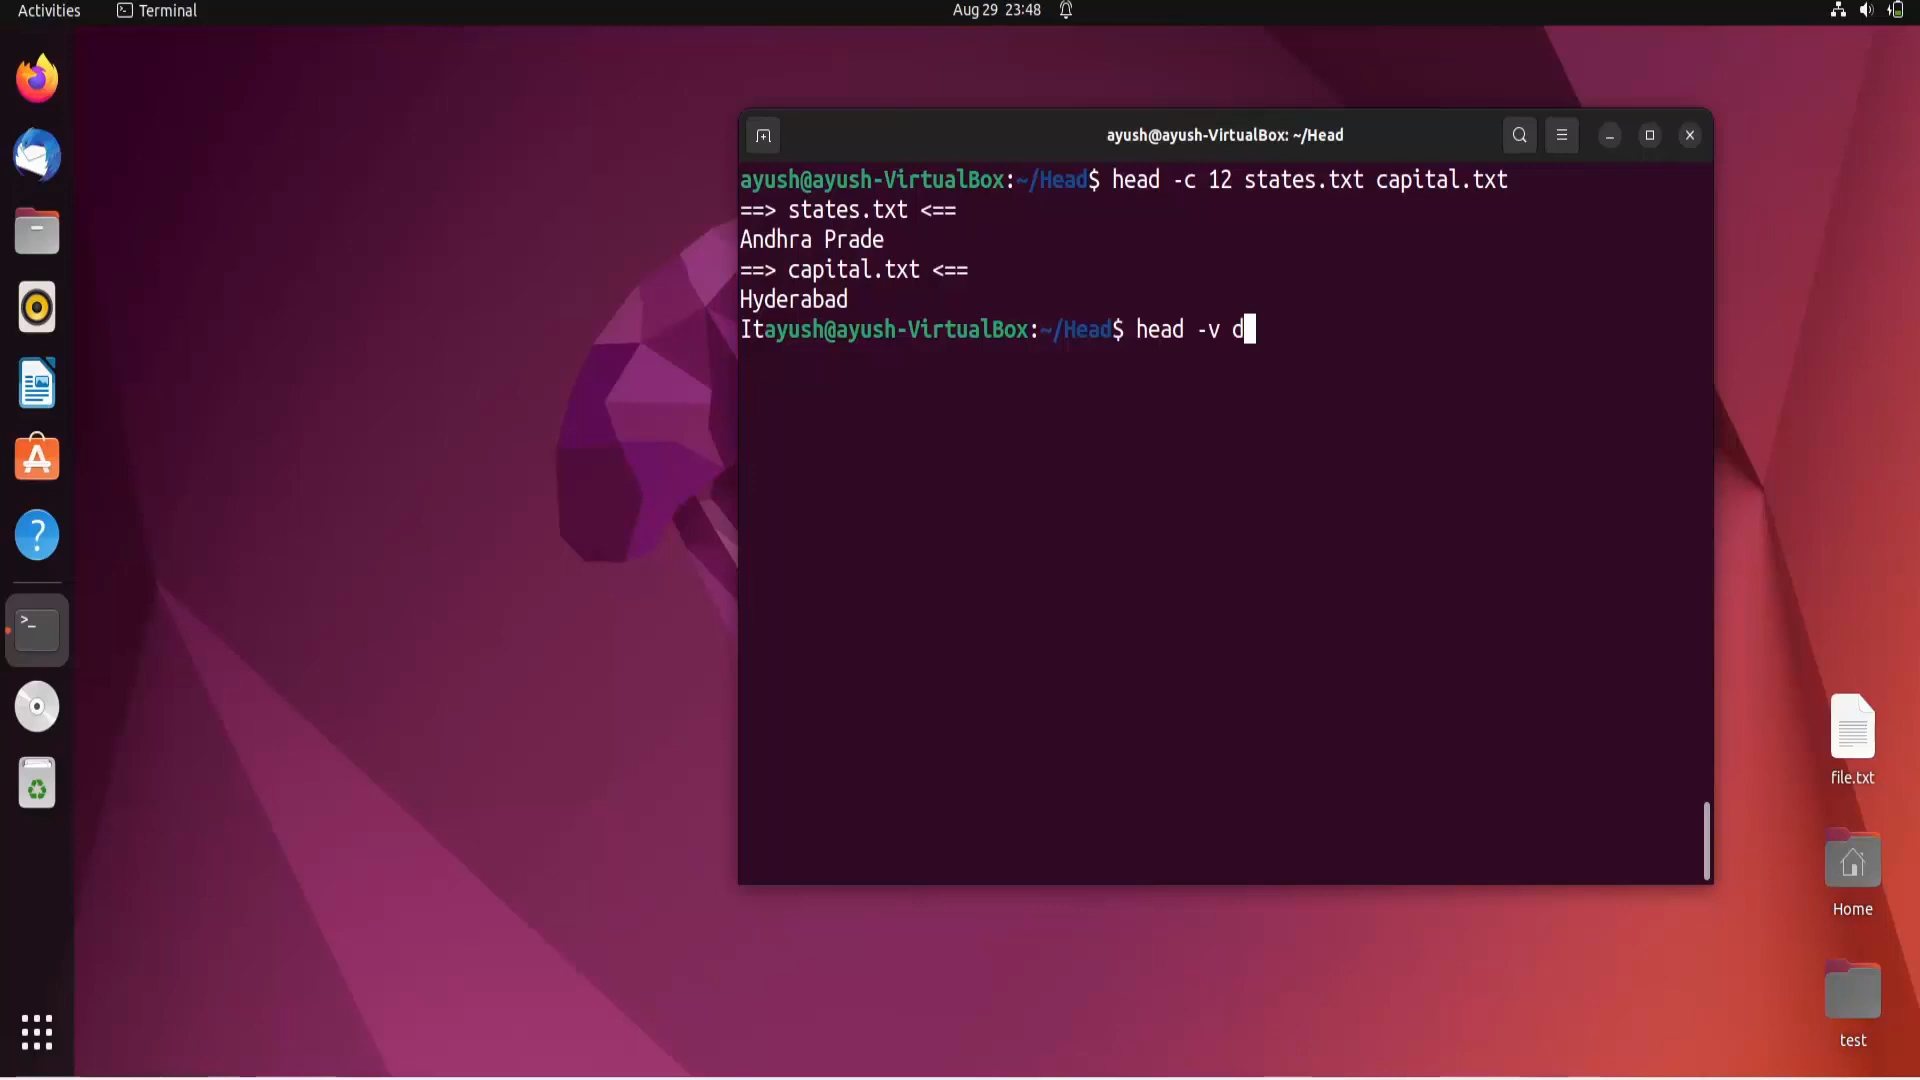 Activities
Terminal
Aug 29 23:48
ayush@ayush-VirtualBox: ~/Head
ayush@ayush-VirtualBox:~/Head$ head -c 12 states.txt capital.txt
==> states.txt <==
Andhra Prade
==> capital.txt <==
Hyderabad
Itayush@ayush-VirtualBox:~/Head$ head -v d
file.txt
Home
test